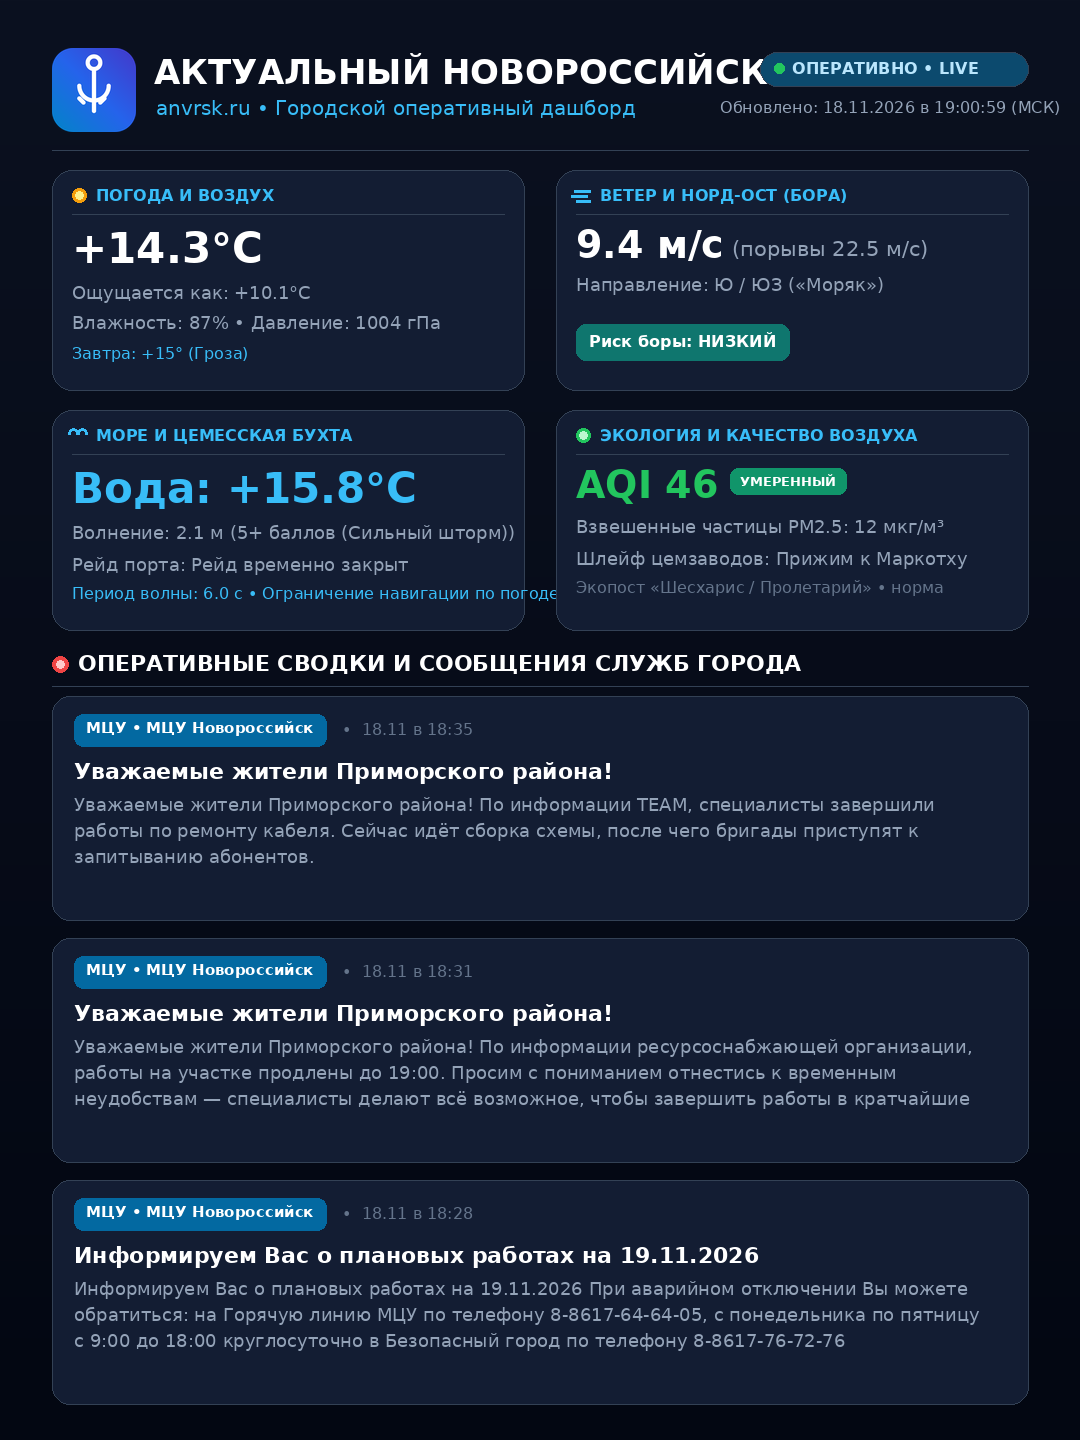 АКТУАЛЬНЫЙ НОВОРОССИЙСК
ОПЕРАТИВНО • LIVE
anvrsk.ru • Городской оперативный дашборд
Обновлено: 18.11.2026 в 19:00:59 (МСК)
ПОГОДА И ВОЗДУХ
+14.3°C
Ощущается как: +10.1°C
Влажность: 87% • Давление: 1004 гПа
Завтра: +15° (Гроза)
ВЕТЕР И НОРД-ОСТ (БОРА)
9.4 м/с (порывы 22.5 м/с)
Направление: Ю / ЮЗ («Моряк»)
Риск боры: НИЗКИЙ
МОРЕ И ЦЕМЕССКАЯ БУХТА
Вода: +15.8°C
Волнение: 2.1 м (5+ баллов (Сильный шторм))
Рейд порта: Рейд временно закрыт
Период волны: 6.0 с • Ограничение навигации по погоде
ЭКОЛОГИЯ И КАЧЕСТВО ВОЗДУХА
AQI 46 УМЕРЕННЫЙ
Взвешенные частицы PM2.5: 12 мкг/м³
Шлейф цемзаводов: Прижим к Маркотху
Экопост «Шесхарис / Пролетарий» • норма
ОПЕРАТИВНЫЕ СВОДКИ И СООБЩЕНИЯ СЛУЖБ ГОРОДА
МЦУ • МЦУ Новороссийск • 18.11 в 18:35
Уважаемые жители Приморского района!
Уважаемые жители Приморского района! По информации ТЕАМ, специалисты завершили
работы по ремонту кабеля. Сейчас идёт сборка схемы, после чего бригады приступят к
запитыванию абонентов.
МЦУ • МЦУ Новороссийск • 18.11 в 18:31
Уважаемые жители Приморского района!
Уважаемые жители Приморского района! По информации ресурсоснабжающей организации,
работы на участке продлены до 19:00. Просим с пониманием отнестись к временным
неудобствам — специалисты делают всё возможное, чтобы завершить работы в кратчайшие
МЦУ • МЦУ Новороссийск • 18.11 в 18:28
Информируем Вас о плановых работах на 19.11.2026
Информируем Вас о плановых работах на 19.11.2026 При аварийном отключении Вы можете
обратиться: на Горячую линию МЦУ по телефону 8-8617-64-64-05, с понедельника по пятницу
с 9:00 до 18:00 круглосуточно в Безопасный город по телефону 8-8617-76-72-76